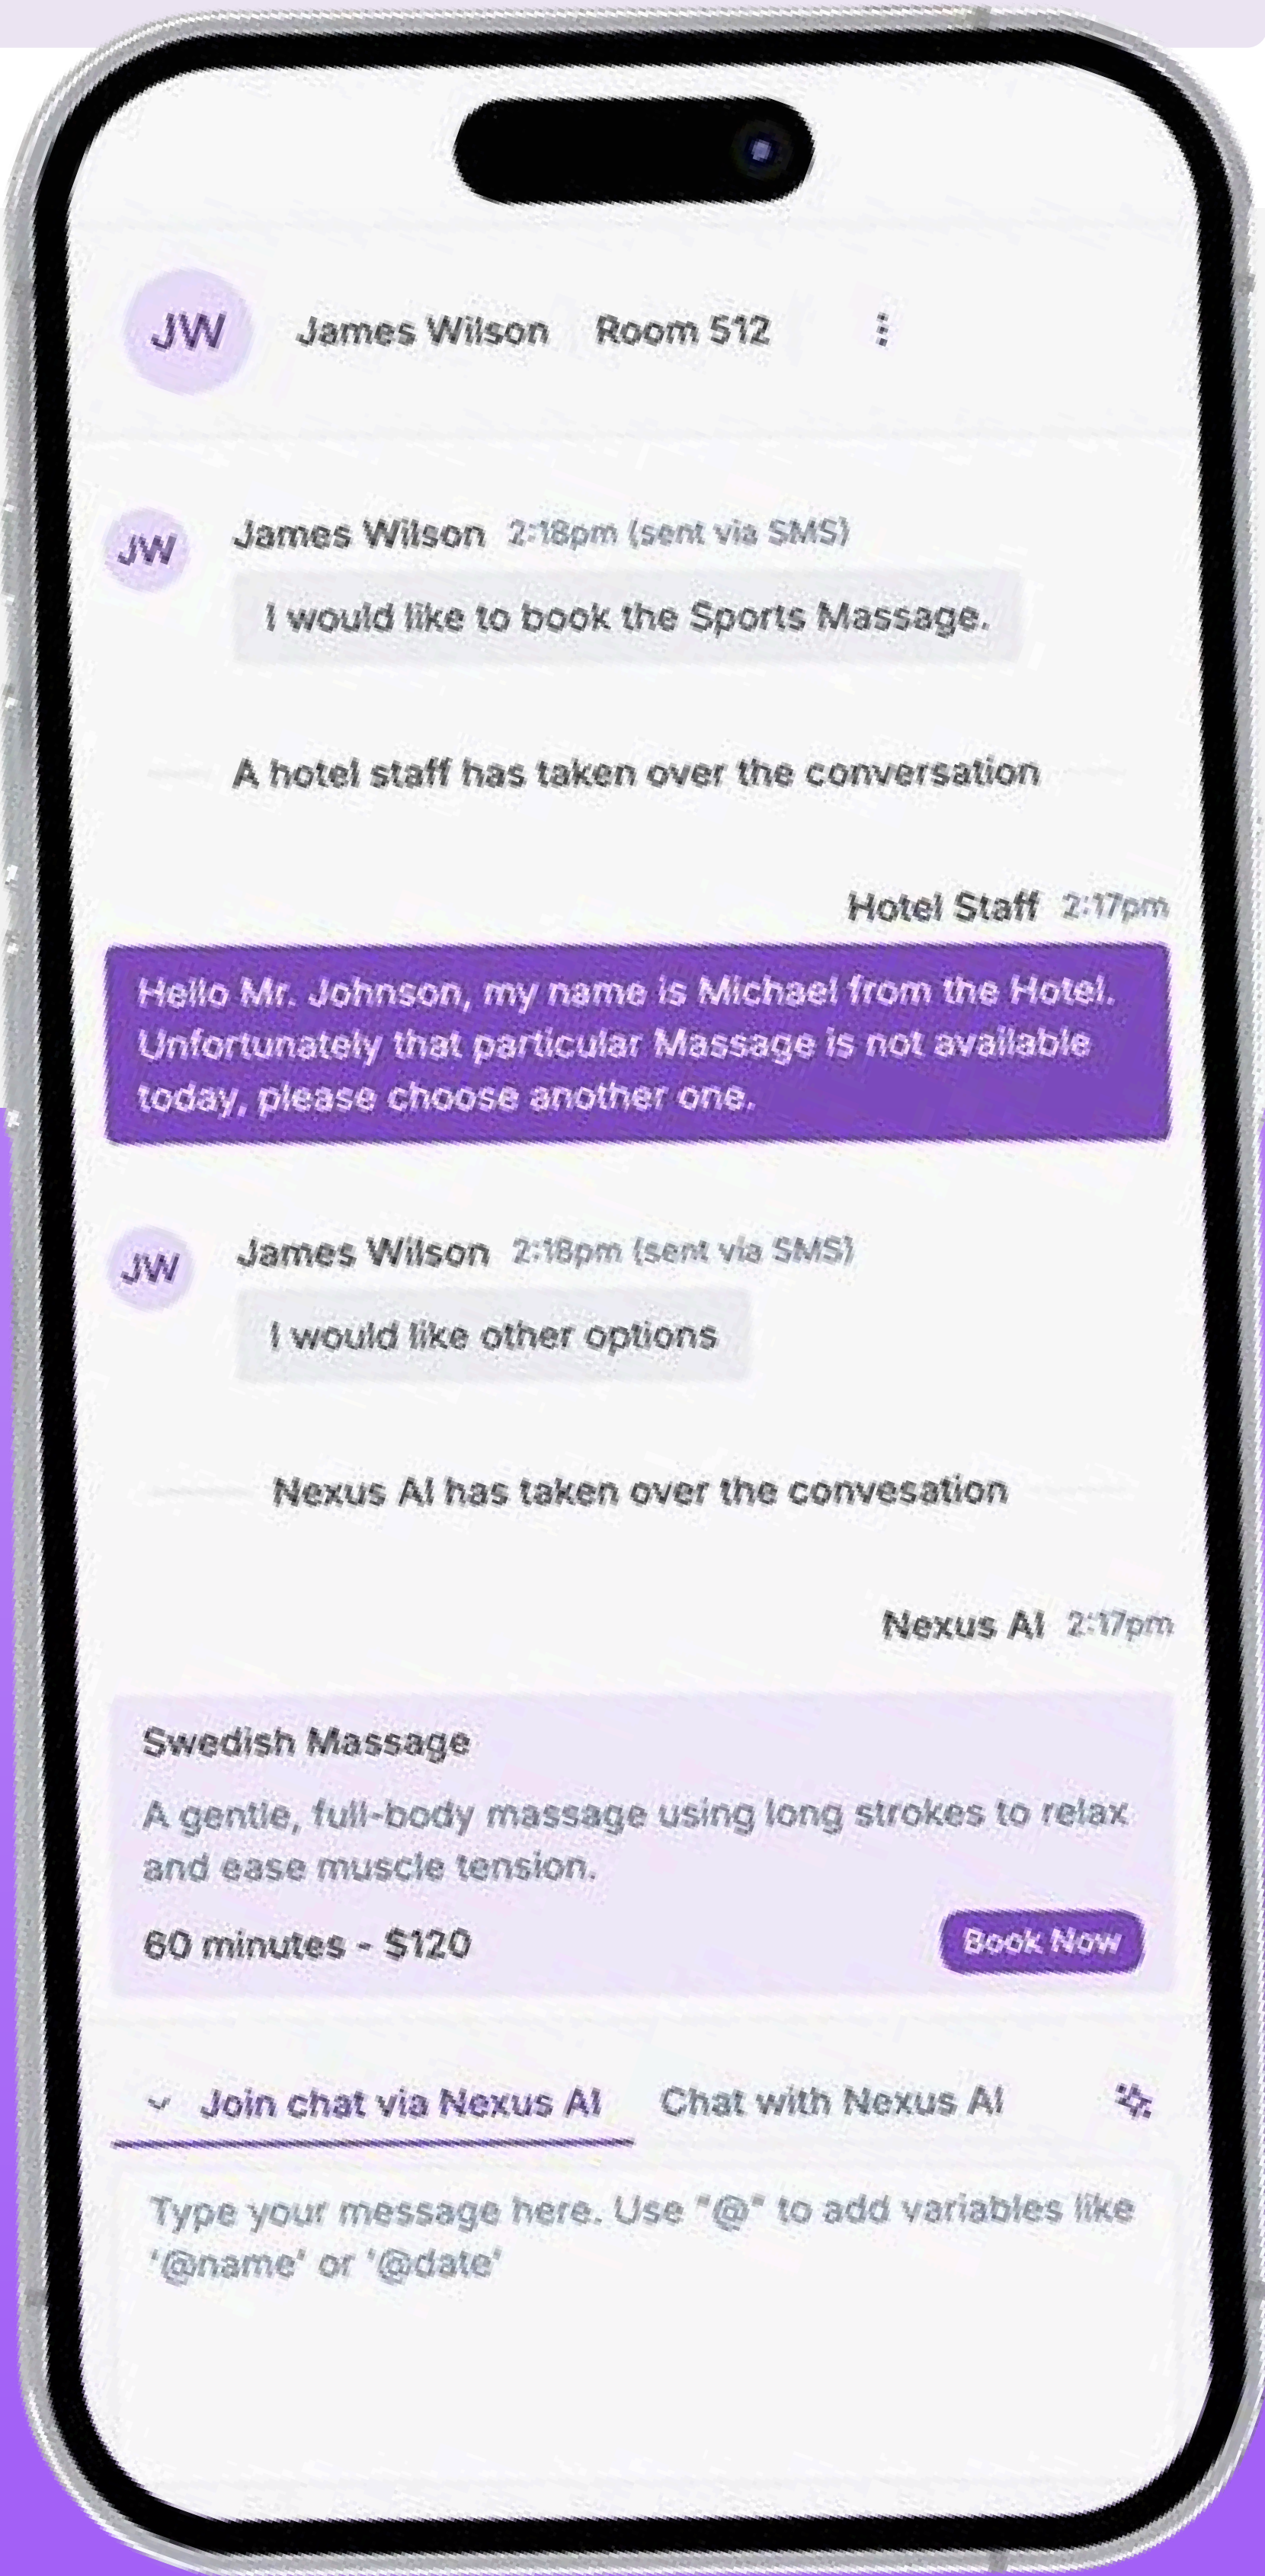 JW
James Wilson Room 512
JW
James Wilson 2:18pm (sent via SMS)
I would like to book the Sports Massage.
A hotel staff has taken over the conversation
Hotel Staff 2:17pm
Hello Mr. Johnson, my name is Michael from the Hotel.
Unfortunately that particular Massage is not available
today, please choose another one.
JW
James Wilson 2:18pm (sent via SMS)
I would like other options
Nexus AI has taken over the convesation
Nexus AI 2:17pm
Swedish Massage
A gentle, full-body massage using long strokes to relax
and ease muscle tension.
60 minutes - $120
Book Now
Join chat via Nexus AI Chat with Nexus AI
Type your message here. Use "@" to add variables like
'@name' or '@date'